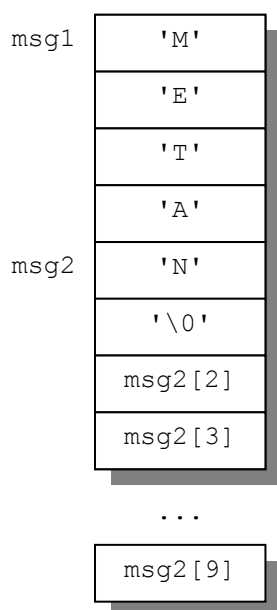 msg1 'M'
'E'
'T'
'A'
msg2 'N'
'\0'
msg2[2]
msg2[3]
...
msg2[9]